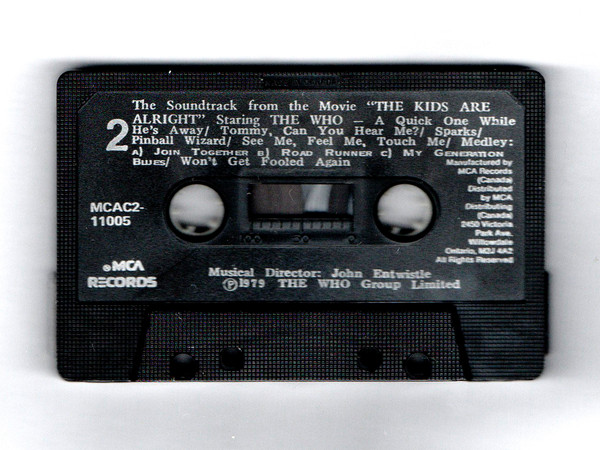 The Soundtrack from the Movie “THE KIDS ARE
ALRIGHT” Staring THE WHO — A Quick One While
He's Away/ Tommy, Can You Hear Me?/ Sparks/
Pinball Wizard/ See Me, Feel Me, Touch Me/ Medley:
A) JOIN TOGETHER B) ROAD RUNNER C) MY GENERATION
BLUES/ Won't Get Fooled Again
2
MCAC2-
11005
Manufactured by
MCA Records
(Canada)
Distributed
by MCA
Distributing
(Canada)
2450 Victoria
Park Ave.
Willowdale
Ontario, M2J 4A2
All Rights Reserved
MCA
RECORDS
Musical Director: John Entwistle
Ⓟ1979 THE WHO Group Limited